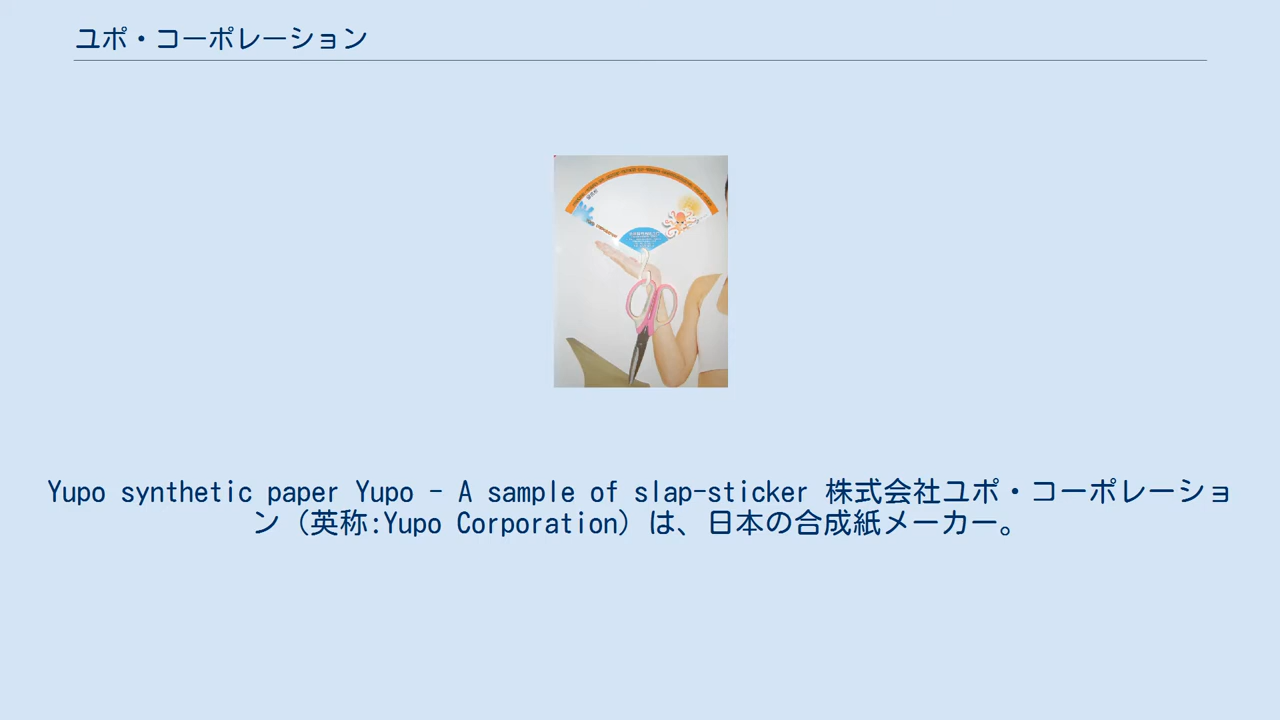 ユポ・コーポレーション
Yupo synthetic paper Yupo - A sample of slap-sticker 株式会社ユポ・コーポレーショ
ン（英称:Yupo Corporation）は、日本の合成紙メーカー。